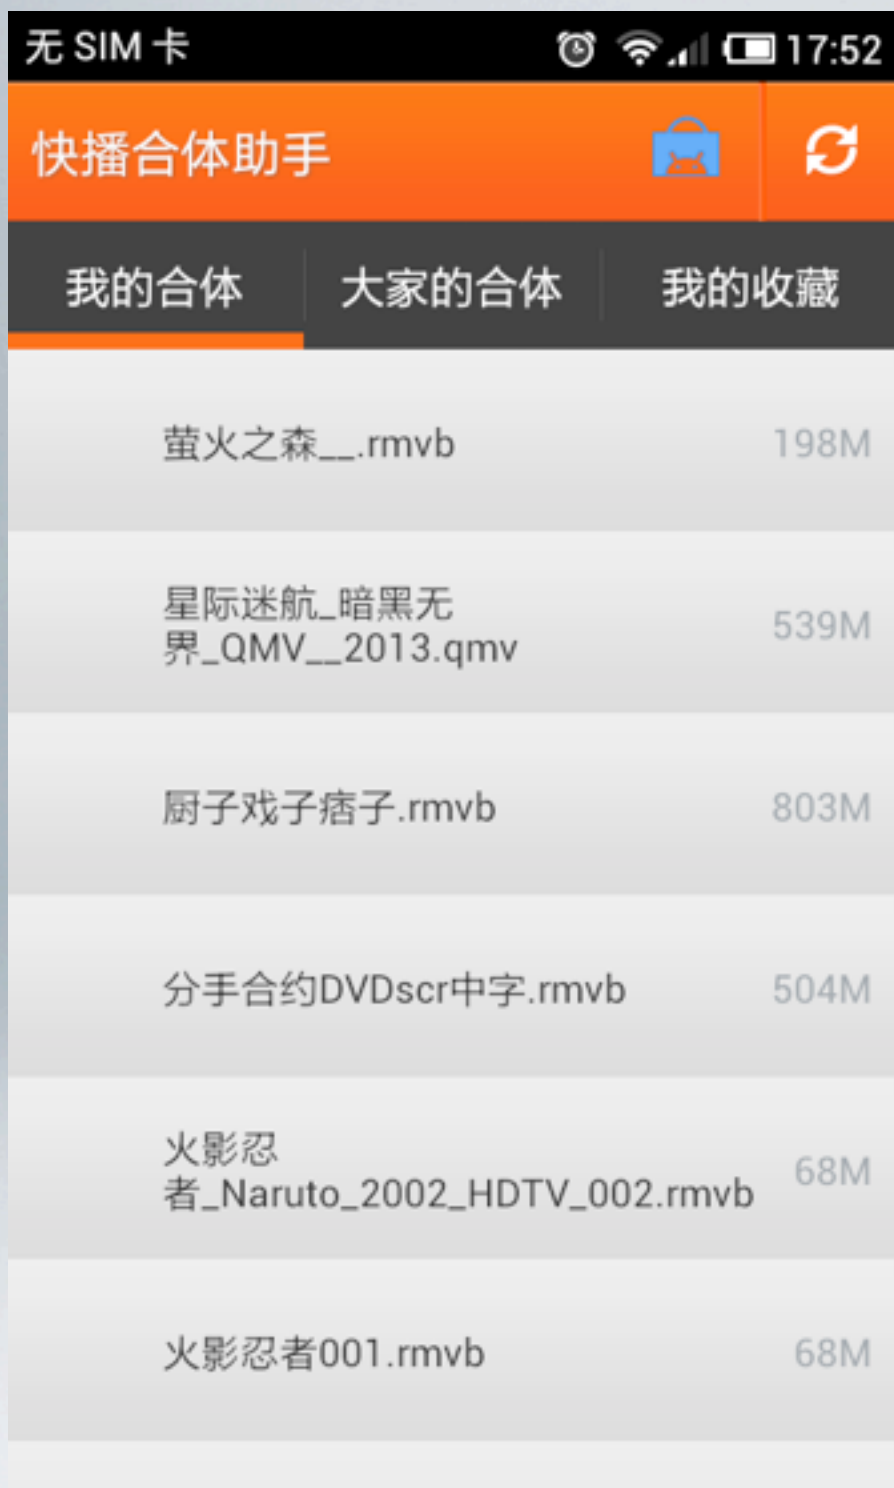 无 SIM 卡 17:52
快播合体助手
我的合体 大家的合体 我的收藏
萤火之森__.rmvb 198M
星际迷航_暗黑无
界_QMV__2013.qmv 539M
厨子戏子痞子.rmvb 803M
分手合约DVDscr中字.rmvb 504M
火影忍
者_Naruto_2002_HDTV_002.rmvb 68M
火影忍者001.rmvb 68M